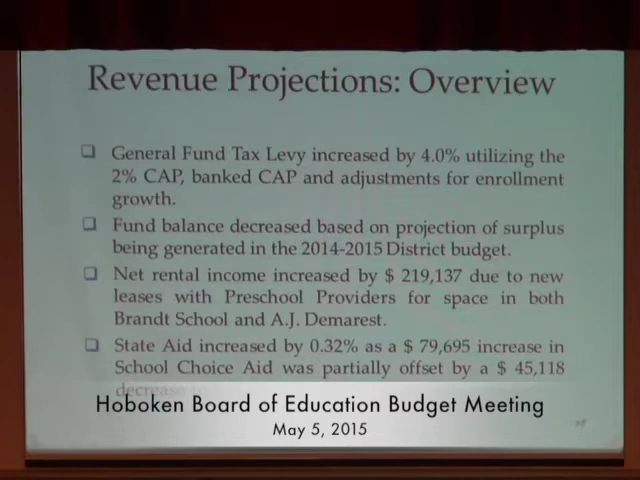 Revenue Projections: Overview
❑ General Fund Tax Levy increased by 4.0% utilizing the
2% CAP, banked CAP and adjustments for enrollment
growth.
❑ Fund balance decreased based on projection of surplus
being generated in the 2014-2015 District budget.
❑ Net rental income increased by $ 219,137 due to new
leases with Preschool Providers for space in both
Brandt School and A.J. Demarest.
❑ State Aid increased by 0.32% as a $ 79,695 increase in
School Choice Aid was partially offset by a $ 45,118
decrease
Hoboken Board of Education Budget Meeting
May 5, 2015